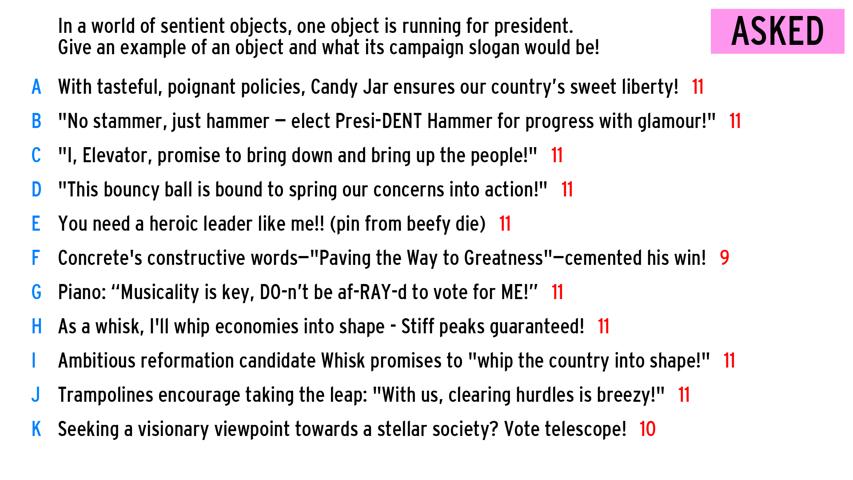 In a world of sentient objects, one object is running for president.
Give an example of an object and what its campaign slogan would be!
ASKED
A With tasteful, poignant policies, Candy Jar ensures our country's sweet liberty! 11
B "No stammer, just hammer – elect Presi-DENT Hammer for progress with glamour!" 11
C "I, Elevator, promise to bring down and bring up the people!" 11
D "This bouncy ball is bound to spring our concerns into action!" 11
E You need a heroic leader like me!! (pin from beefy die) 11
F Concrete's constructive words–"Paving the Way to Greatness"–cemented his win! 9
G Piano: “Musicality is key, DO-n’t be af-RAY-d to vote for ME!” 11
H As a whisk, I'll whip economies into shape - Stiff peaks guaranteed! 11
I Ambitious reformation candidate Whisk promises to "whip the country into shape!" 11
J Trampolines encourage taking the leap: "With us, clearing hurdles is breezy!" 11
K Seeking a visionary viewpoint towards a stellar society? Vote telescope! 10